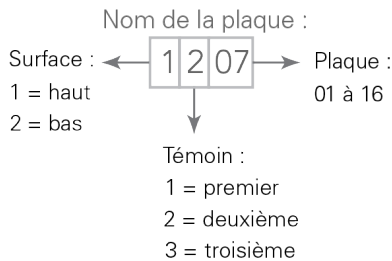 Nom de la plaque :
Surface :
1 = haut
2 = bas
1 2 07
Plaque :
01 à 16
Témoin :
1 = premier
2 = deuxième
3 = troisième